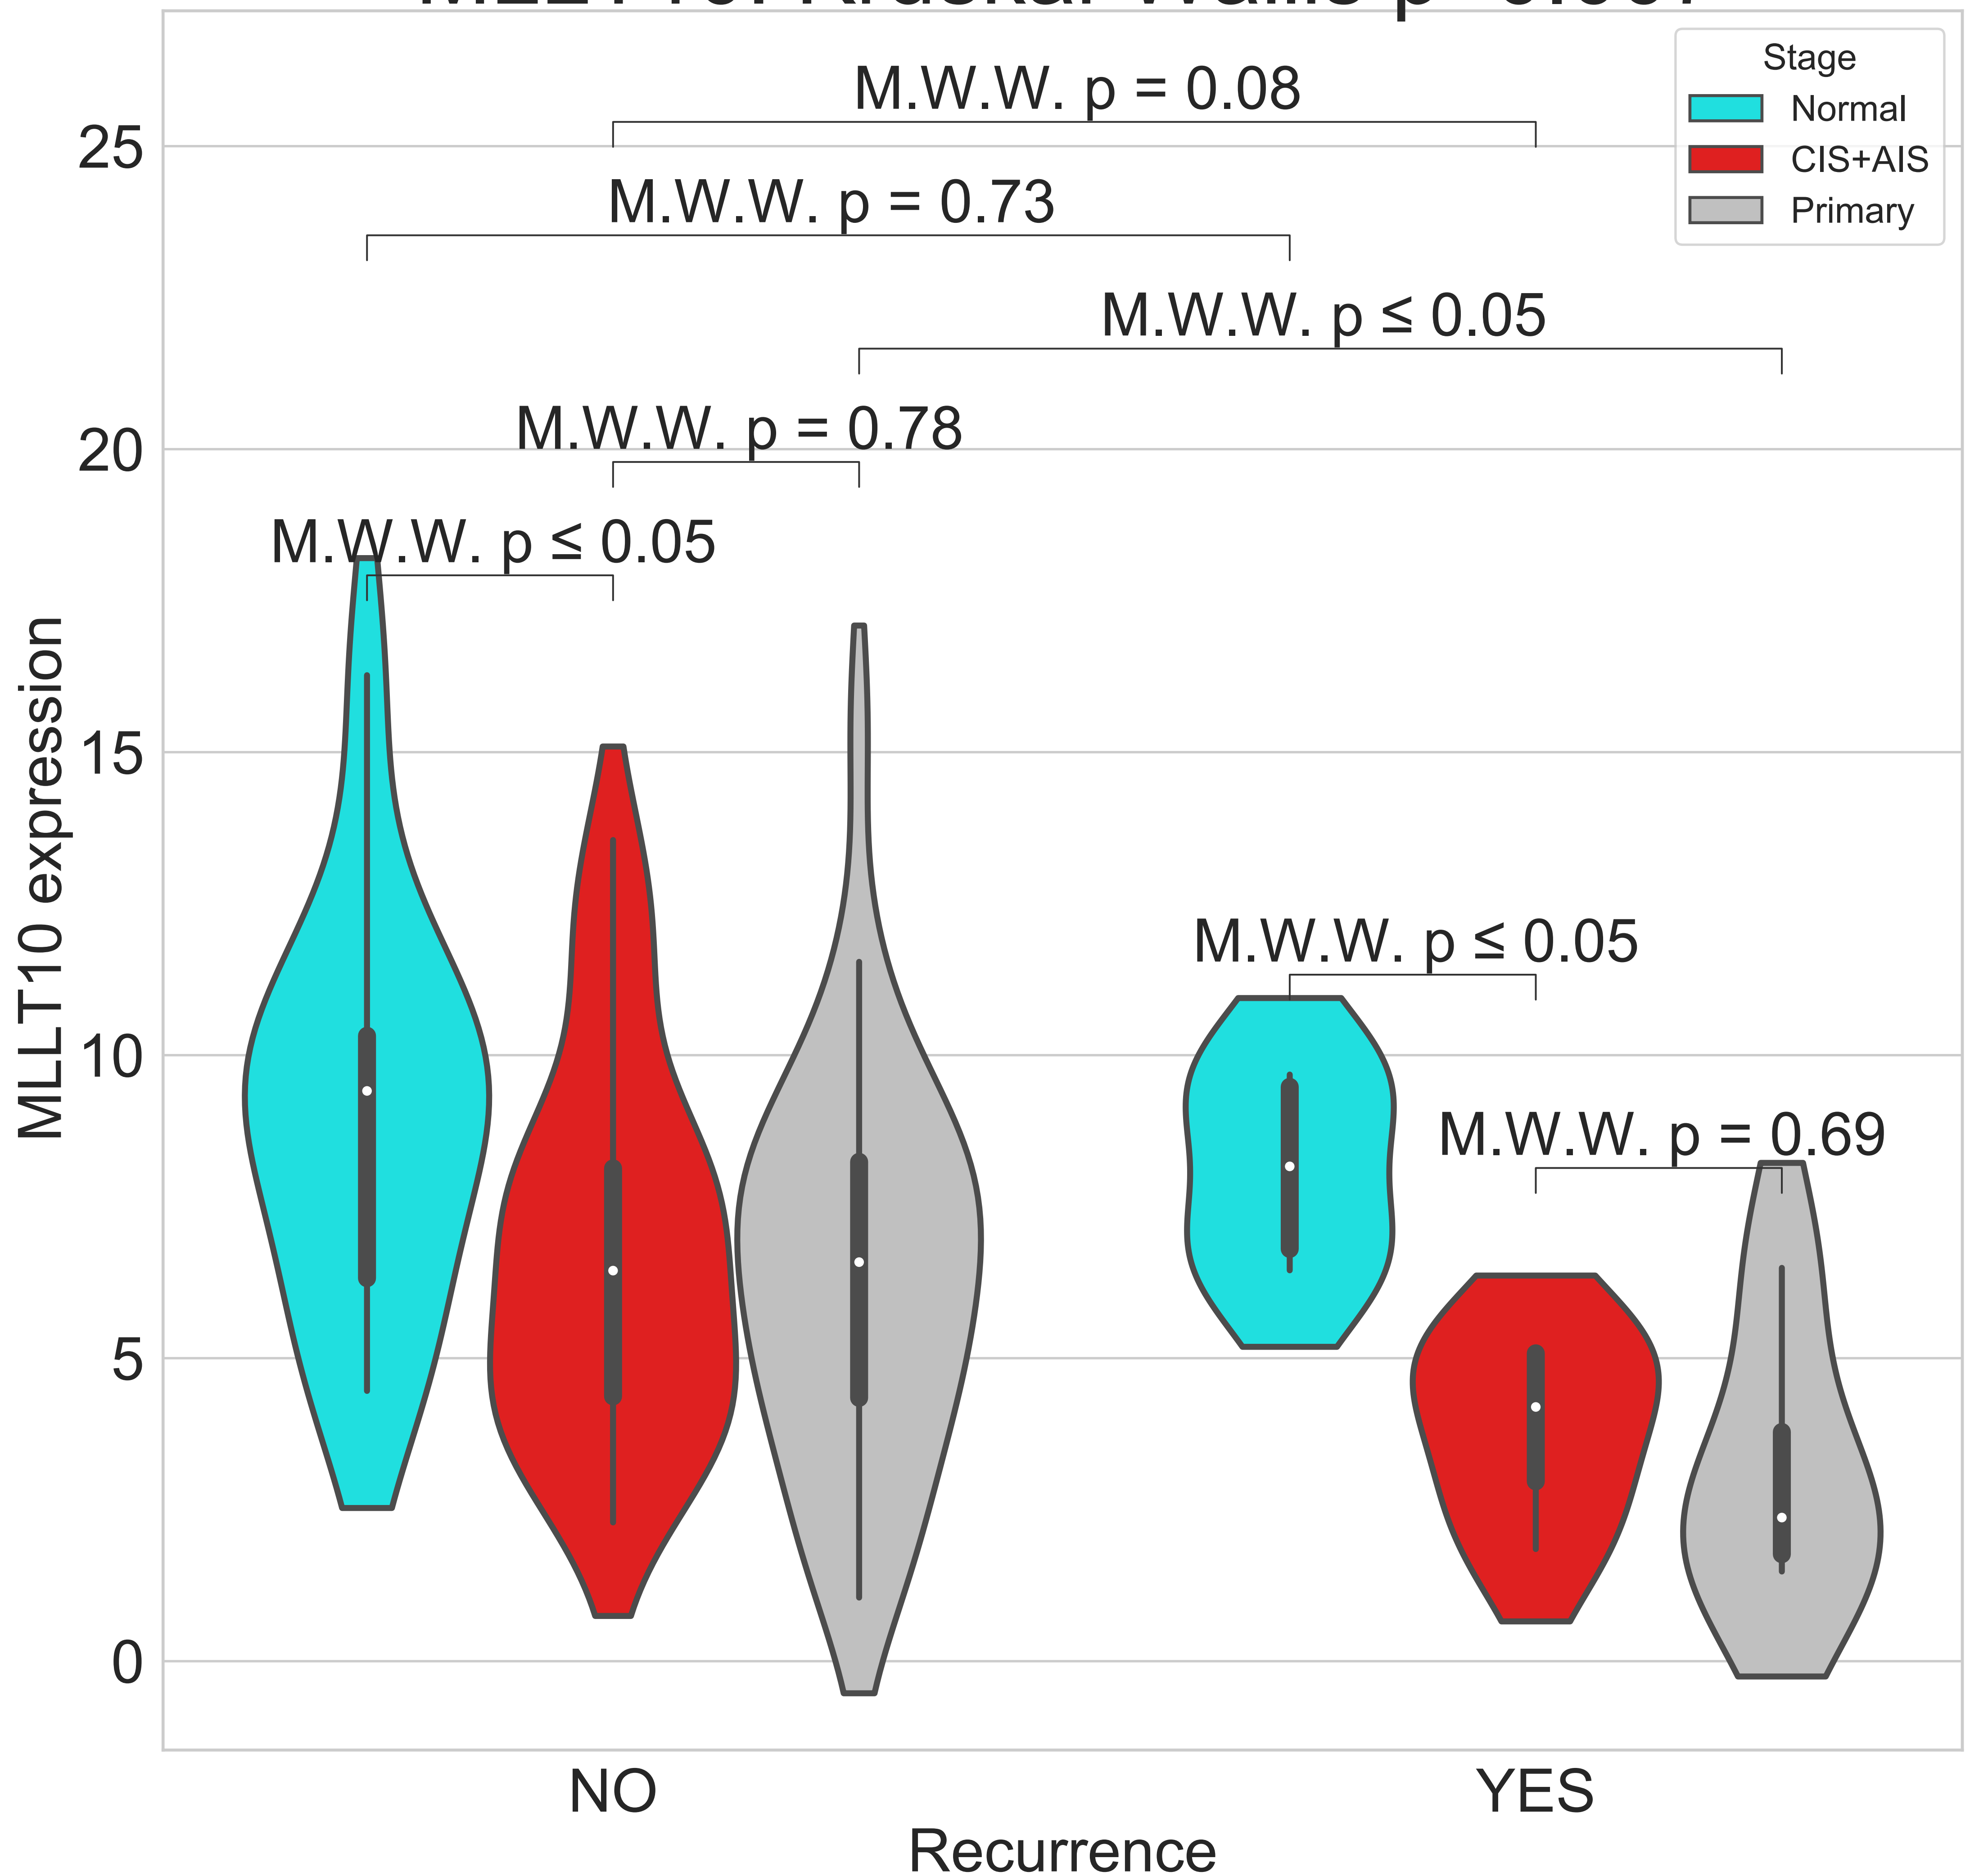 Stage
Normal
CIS+AIS
Primary
M.W.W. p = 0.08
M.W.W. p = 0.73
M.W.W. p ≤ 0.05
M.W.W. p = 0.78
M.W.W. p ≤ 0.05
M.W.W. p ≤ 0.05
M.W.W. p = 0.69
25
20
15
10
5
0
MLLT10 expression
NO
YES
Recurrence